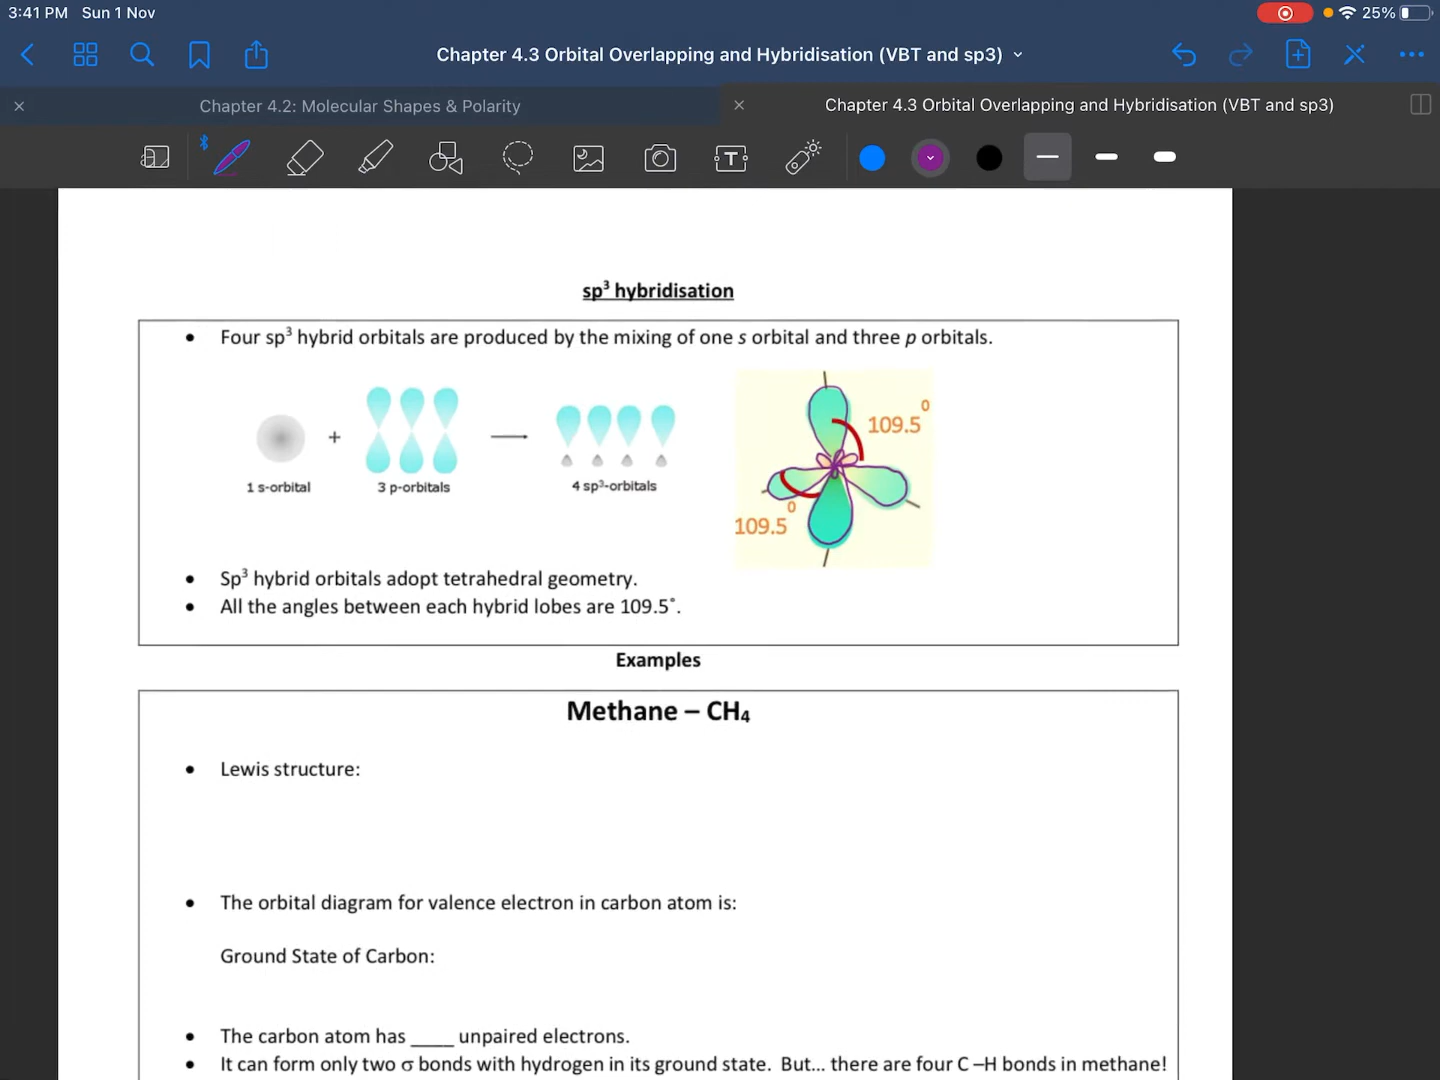 3:41 PM Sun 1 Nov 25%
Chapter 4.3 Orbital Overlapping and Hybridisation (VBT and sp3)
Chapter 4.2: Molecular Shapes & Polarity
Chapter 4.3 Orbital Overlapping and Hybridisation (VBT and sp3)
T
sp³ hybridisation
• Four sp³ hybrid orbitals are produced by the mixing of one s orbital and three p orbitals.
109.5⁰
+
1 s-orbital 3 p-orbitals 4 sp³-orbitals
109.5⁰
• Sp³ hybrid orbitals adopt tetrahedral geometry.
• All the angles between each hybrid lobes are 109.5˚.
Examples
Methane – CH₄
• Lewis structure:
• The orbital diagram for valence electron in carbon atom is:
Ground State of Carbon:
• The carbon atom has ____ unpaired electrons.
• It can form only two σ bonds with hydrogen in its ground state. But... there are four C –H bonds in methane!